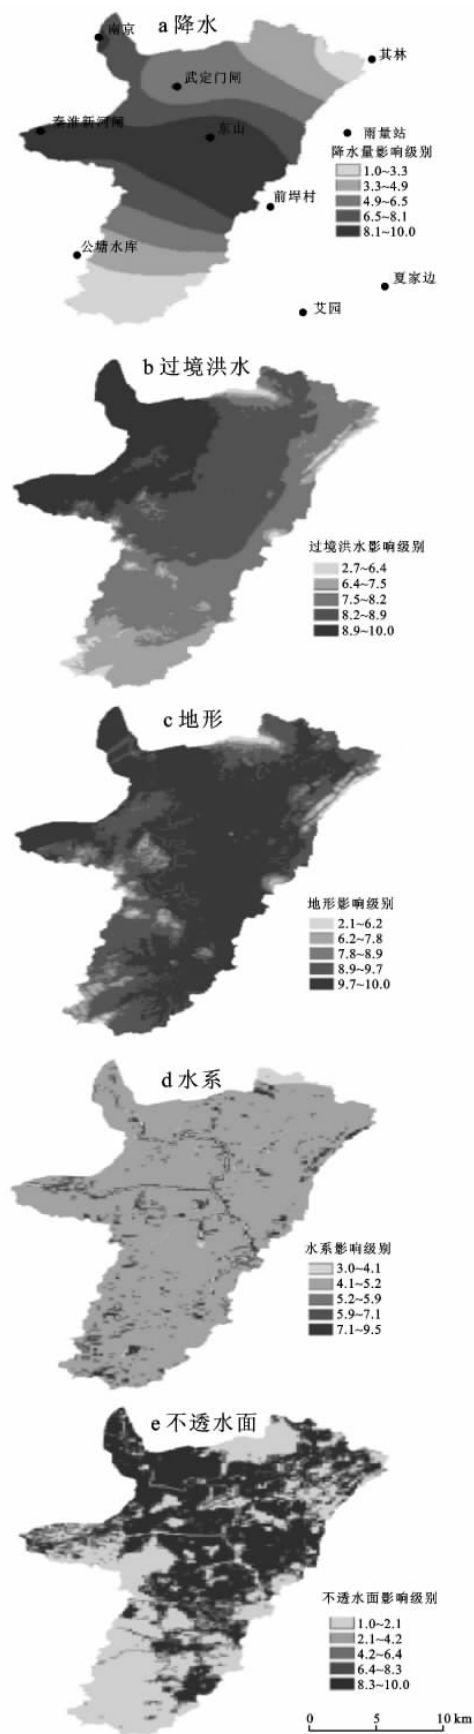 a 降水
南京
其林
武定门闸
秦淮新河闸
东山
雨量站
降水量影响级别
1.0~3.3
3.3~4.9
4.9~6.5
6.5~8.1
8.1~10.0
前垾村
公塘水库
夏家边
艾园
b 过境洪水
过境洪水影响级别
2.7~6.4
6.4~7.5
7.5~8.2
8.2~8.9
8.9~10.0
c 地形
地形影响级别
2.1~6.2
6.2~7.8
7.8~8.9
8.9~9.7
9.7~10.0
d 水系
水系影响级别
3.0~4.1
4.1~5.2
5.2~5.9
5.9~7.1
7.1~9.5
e 不透水面
不透水面影响级别
1.0~2.1
2.1~4.2
4.2~6.4
6.4~8.3
8.3~10.0
0 5 10 km